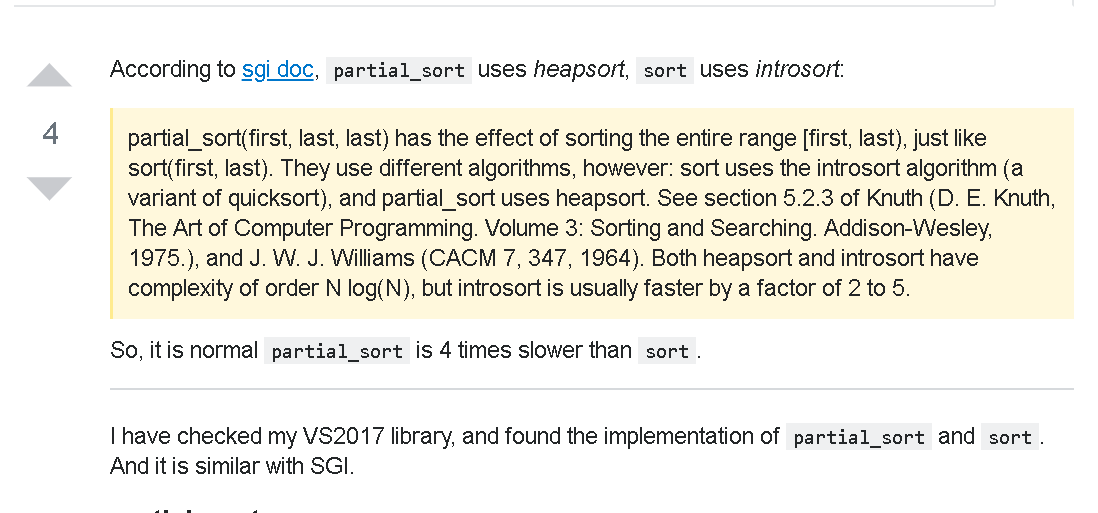 According to sgi doc, partial_sort uses heapsort, sort uses introsort:
4
partial_sort(first, last, last) has the effect of sorting the entire range [first, last), just like
sort(first, last). They use different algorithms, however: sort uses the introsort algorithm (a
variant of quicksort), and partial_sort uses heapsort. See section 5.2.3 of Knuth (D. E. Knuth,
The Art of Computer Programming. Volume 3: Sorting and Searching. Addison-Wesley,
1975.), and J. W. J. Williams (CACM 7, 347, 1964). Both heapsort and introsort have
complexity of order N log(N), but introsort is usually faster by a factor of 2 to 5.
So, it is normal partial_sort is 4 times slower than sort.
I have checked my VS2017 library, and found the implementation of partial_sort and sort.
And it is similar with SGI.